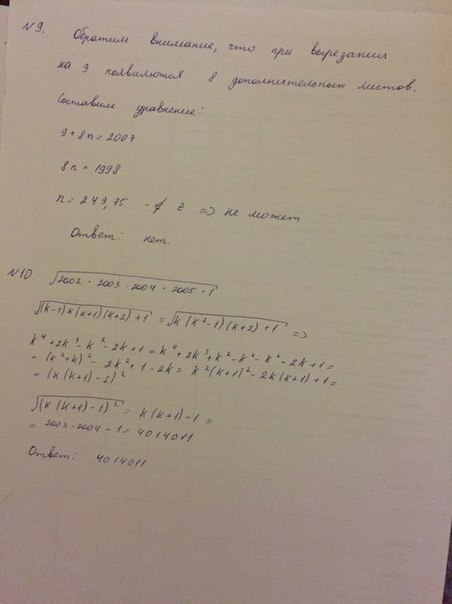 №9. Обратим внимание, что при вырезании
на 9 появляются 8 дополнительных листов.
Составим уравнение:
9+8n=2007
8n=1998
n=249,75 -∉ z => не может
Ответ: нет.
№10 √2002·2003·2004·2005-1
√(k-1)k(k+1)(k+2)+1 = √k(k²-1)(k+2)+1 =>
k⁴+2k³-k²-2k+1=k⁴+2k³+k²-k²-k²-2k+1=
=(k²+k)²-2k²+1-2k=k²(k+1)²-2k(k+1)+1=
=(k(k+1)-1)²
√(k(k+1)-1)²=k(k+1)-1=
=2003·2004-1=4014011
Ответ: 4014011